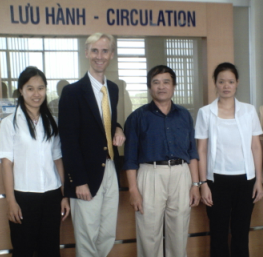 LƯU HÀNH - CIRCULATION